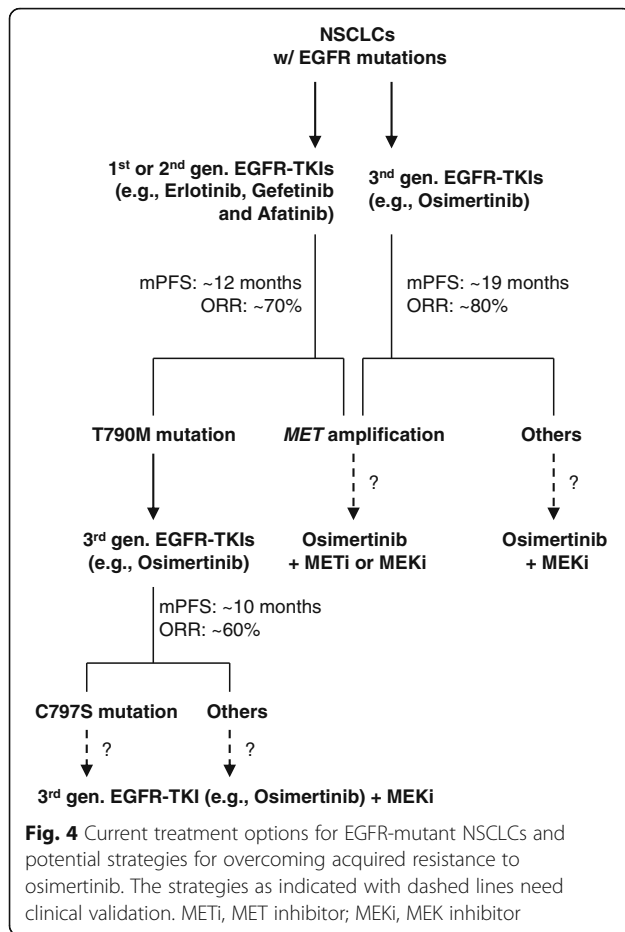 NSCLCs
w/ EGFR mutations
1st or 2nd gen. EGFR-TKIs
(e.g., Erlotinib, Gefetinib
and Afatinib)
3nd gen. EGFR-TKIs
(e.g., Osimertinib)
mPFS: ~12 months
ORR: ~70%
mPFS: ~19 months
ORR: ~80%
T790M mutation
MET amplification
Others
?
?
3rd gen. EGFR-TKIs
(e.g., Osimertinib)
Osimertinib
+ METi or MEKi
Osimertinib
+ MEKi
mPFS: ~10 months
ORR: ~60%
C797S mutation
Others
?
?
3rd gen. EGFR-TKI (e.g., Osimertinib) + MEKi
Fig. 4 Current treatment options for EGFR-mutant NSCLCs and
potential strategies for overcoming acquired resistance to
osimertinib. The strategies as indicated with dashed lines need
clinical validation. METi, MET inhibitor; MEKi, MEK inhibitor